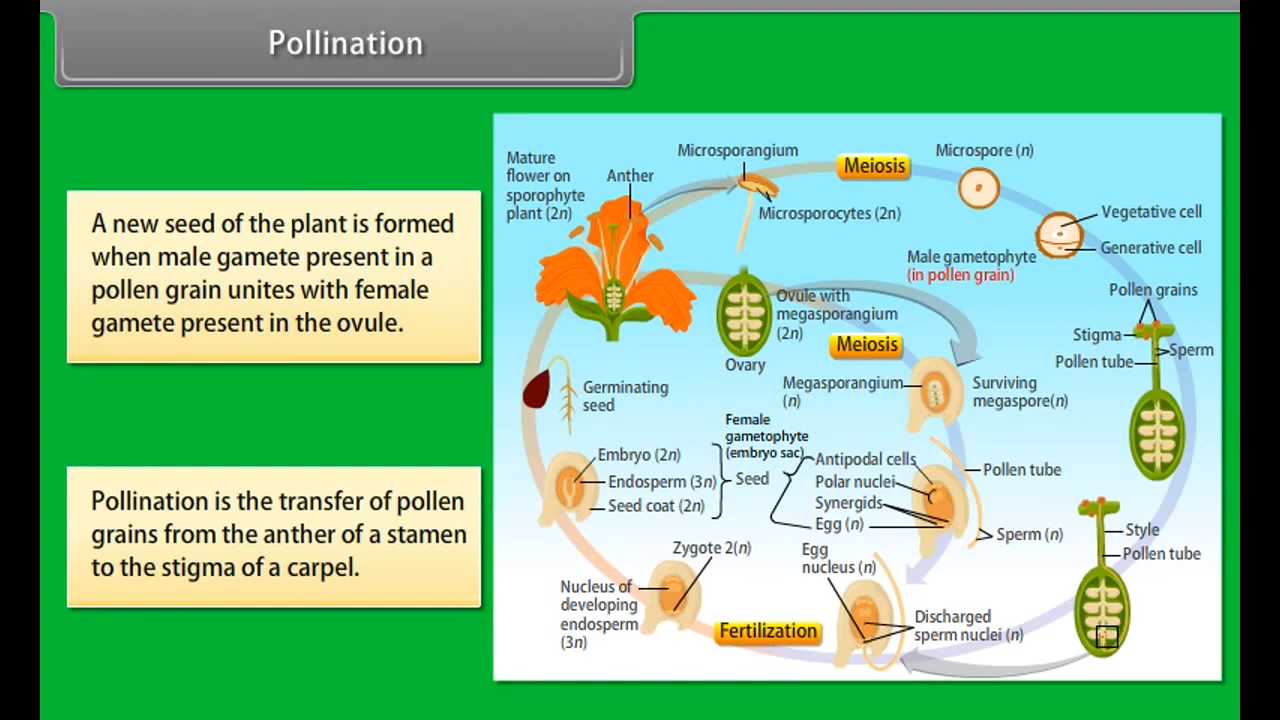 Pollination
A new seed of the plant is formed
when male gamete present in a
pollen grain unites with female
gamete present in the ovule.
Pollination is the transfer of pollen
grains from the anther of a stamen
to the stigma of a carpel.
Mature
flower on
sporophyte
plant (2n)
Anther
Microsporangium
Meiosis
Microspore (n)
Microsporocytes (2n)
Vegetative cell
Generative cell
Male gametophyte
(in pollen grain)
Pollen grains
Stigma
Sperm
Pollen tube
Ovule with
megasporangium
(2n)
Meiosis
Ovary
Megasporangium
(n)
Surviving
megaspore(n)
Germinating
seed
Female
gametophyte
(embryo sac)
Embryo (2n)
Endosperm (3n)
Seed coat (2n)
Seed
Antipodal cells
Polar nuclei
Synergids
Egg (n)
Pollen tube
Sperm (n)
Style
Pollen tube
Zygote 2(n)
Egg
nucleus (n)
Nucleus of
developing
endosperm
(3n)
Fertilization
Discharged
sperm nuclei (n)